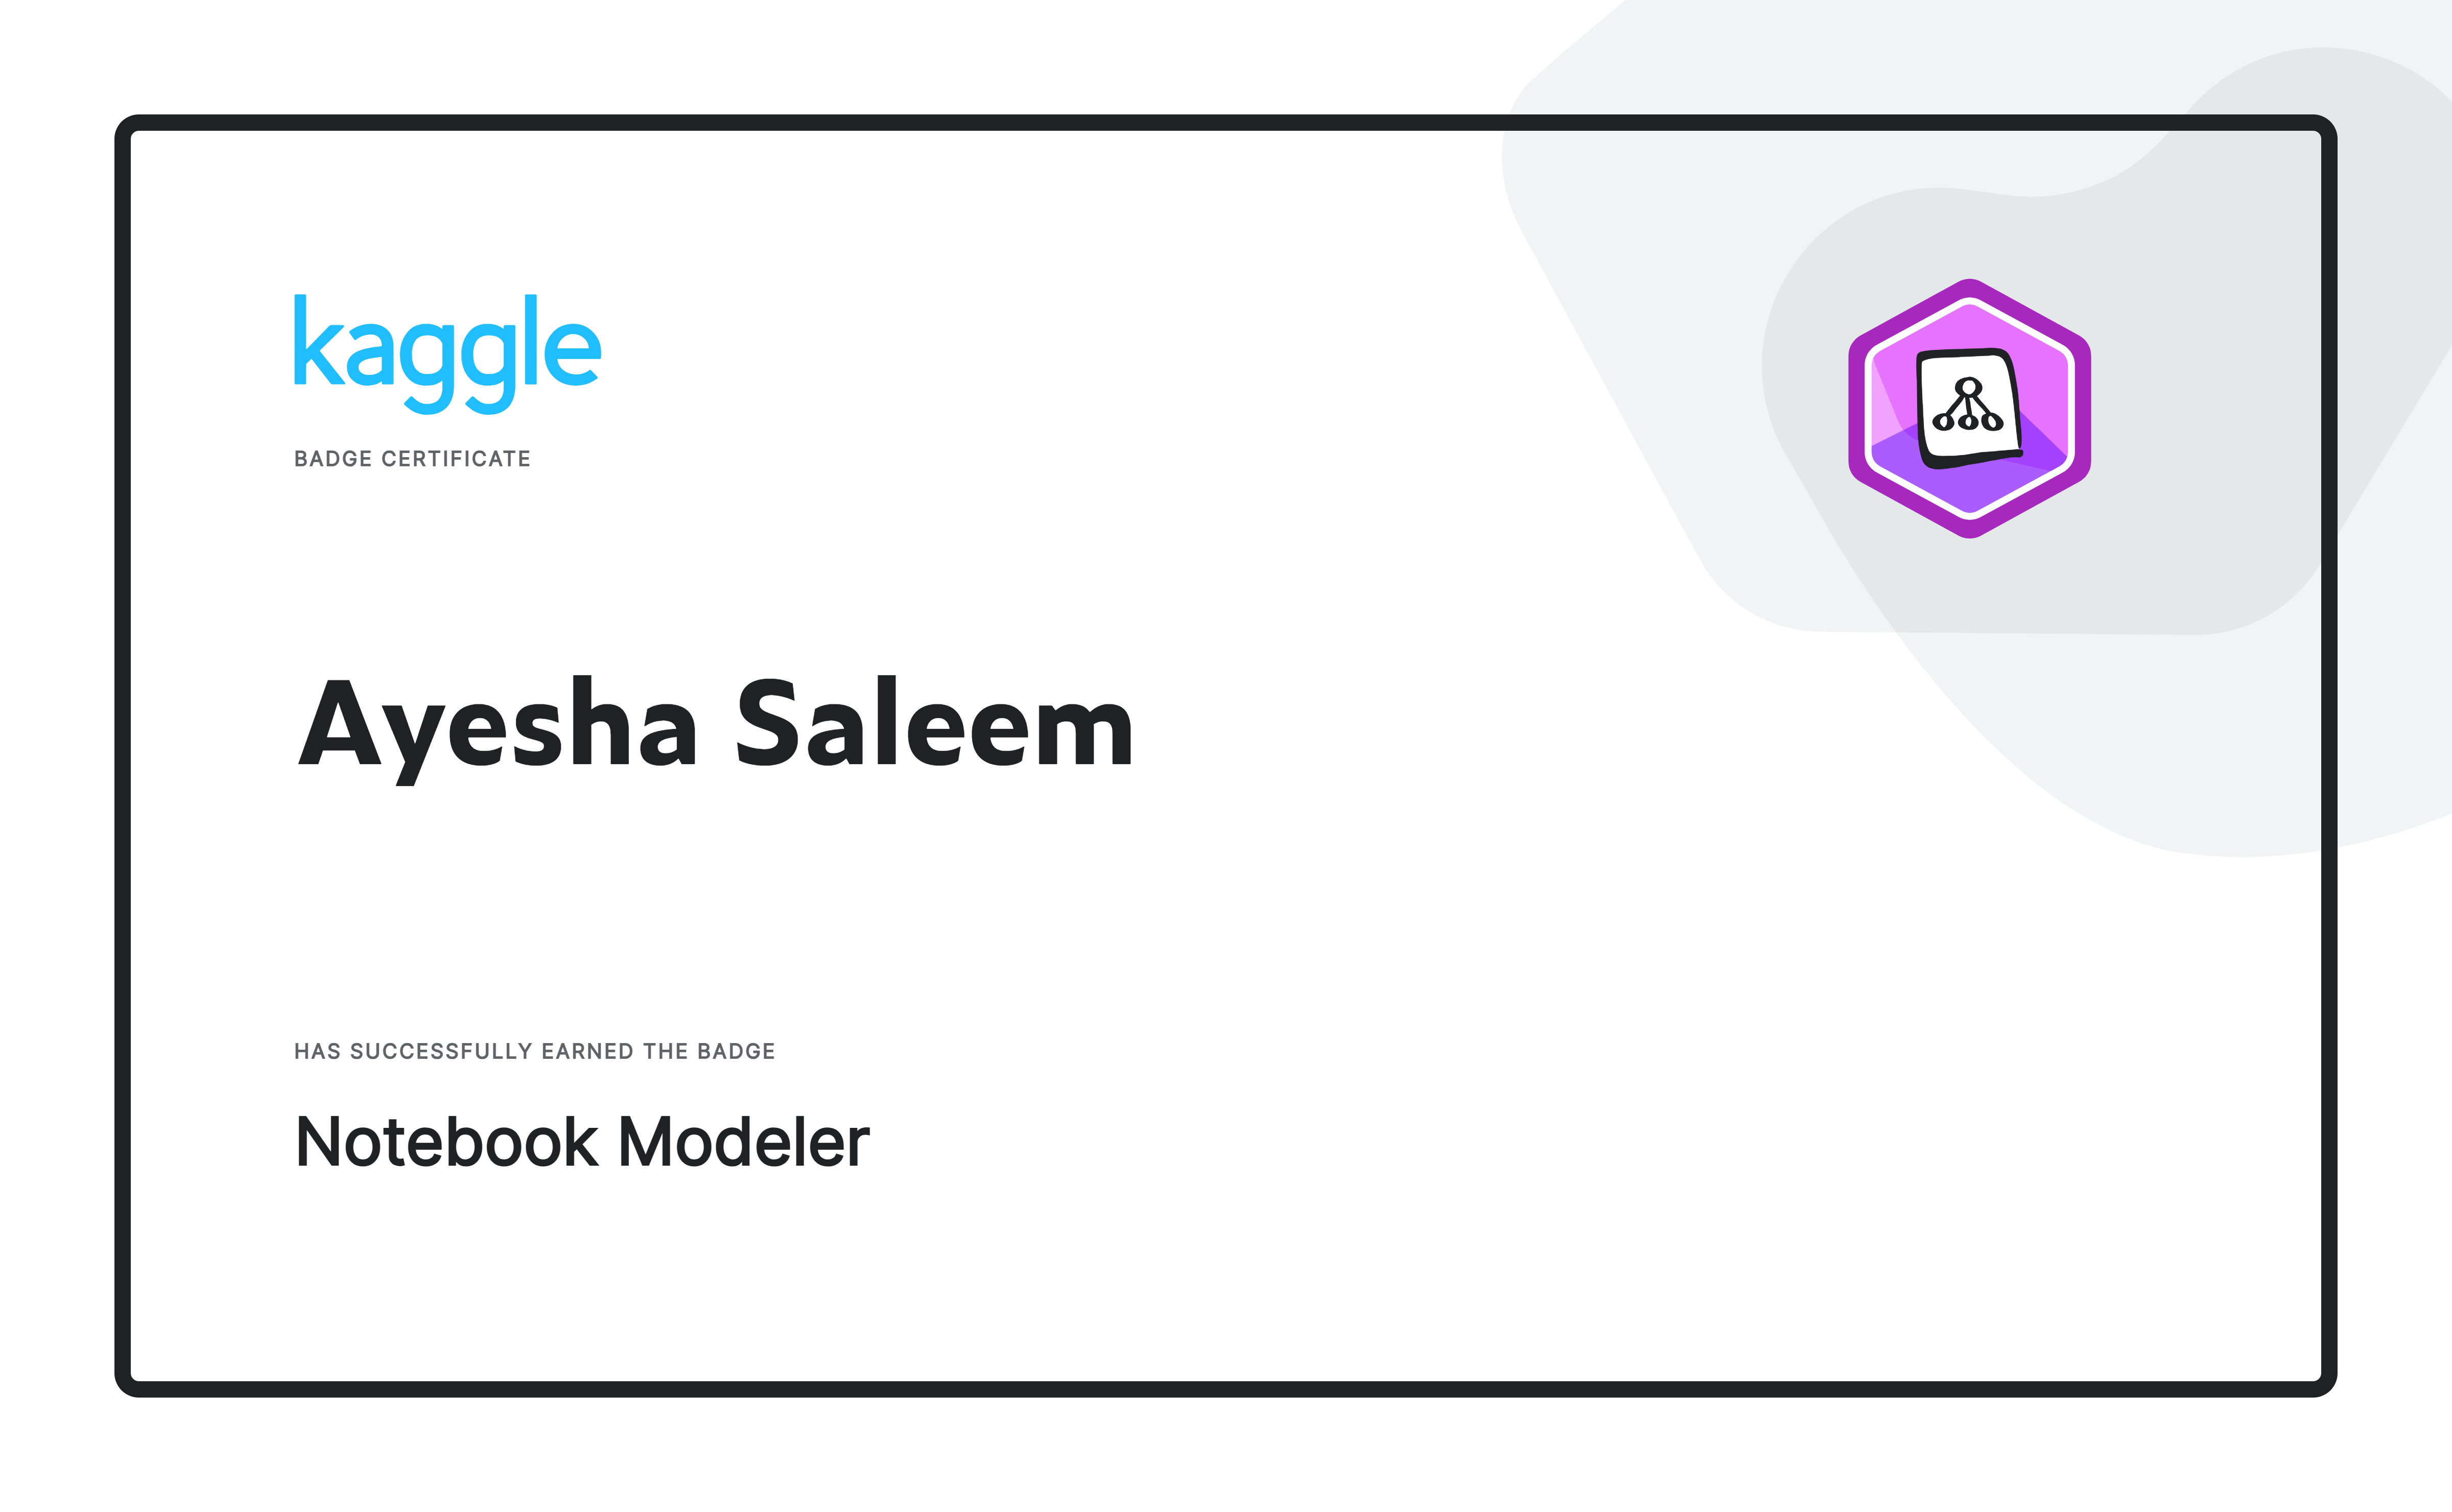 kaggle
BADGE CERTIFICATE
Ayesha Saleem
HAS SUCCESSFULLY EARNED THE BADGE
Notebook Modeler